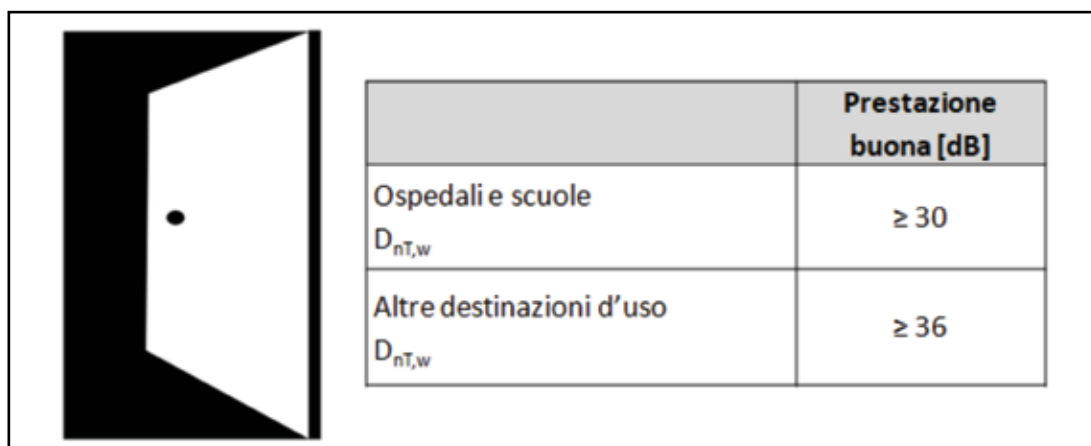 Prestazione
buona [dB]
Ospedali e scuole
DnT,w
≥ 30
Altre destinazioni d'uso
DnT,w
≥ 36